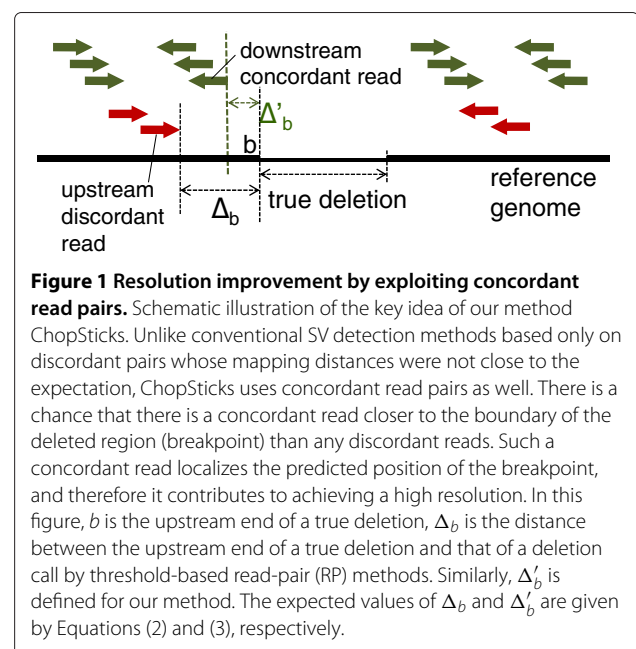 downstream
concordant read
Δ'b
b
upstream
discordant
read
Δb
true deletion
reference
genome
Figure 1 Resolution improvement by exploiting concordant
read pairs. Schematic illustration of the key idea of our method
ChopSticks. Unlike conventional SV detection methods based only on
discordant pairs whose mapping distances were not close to the
expectation, ChopSticks uses concordant read pairs as well. There is a
chance that there is a concordant read closer to the boundary of the
deleted region (breakpoint) than any discordant reads. Such a
concordant read localizes the predicted position of the breakpoint,
and therefore it contributes to achieving a high resolution. In this
figure, b is the upstream end of a true deletion, Δb is the distance
between the upstream end of a true deletion and that of a deletion
call by threshold-based read-pair (RP) methods. Similarly, Δ′b is
defined for our method. The expected values of Δb and Δ′b are given
by Equations (2) and (3), respectively.